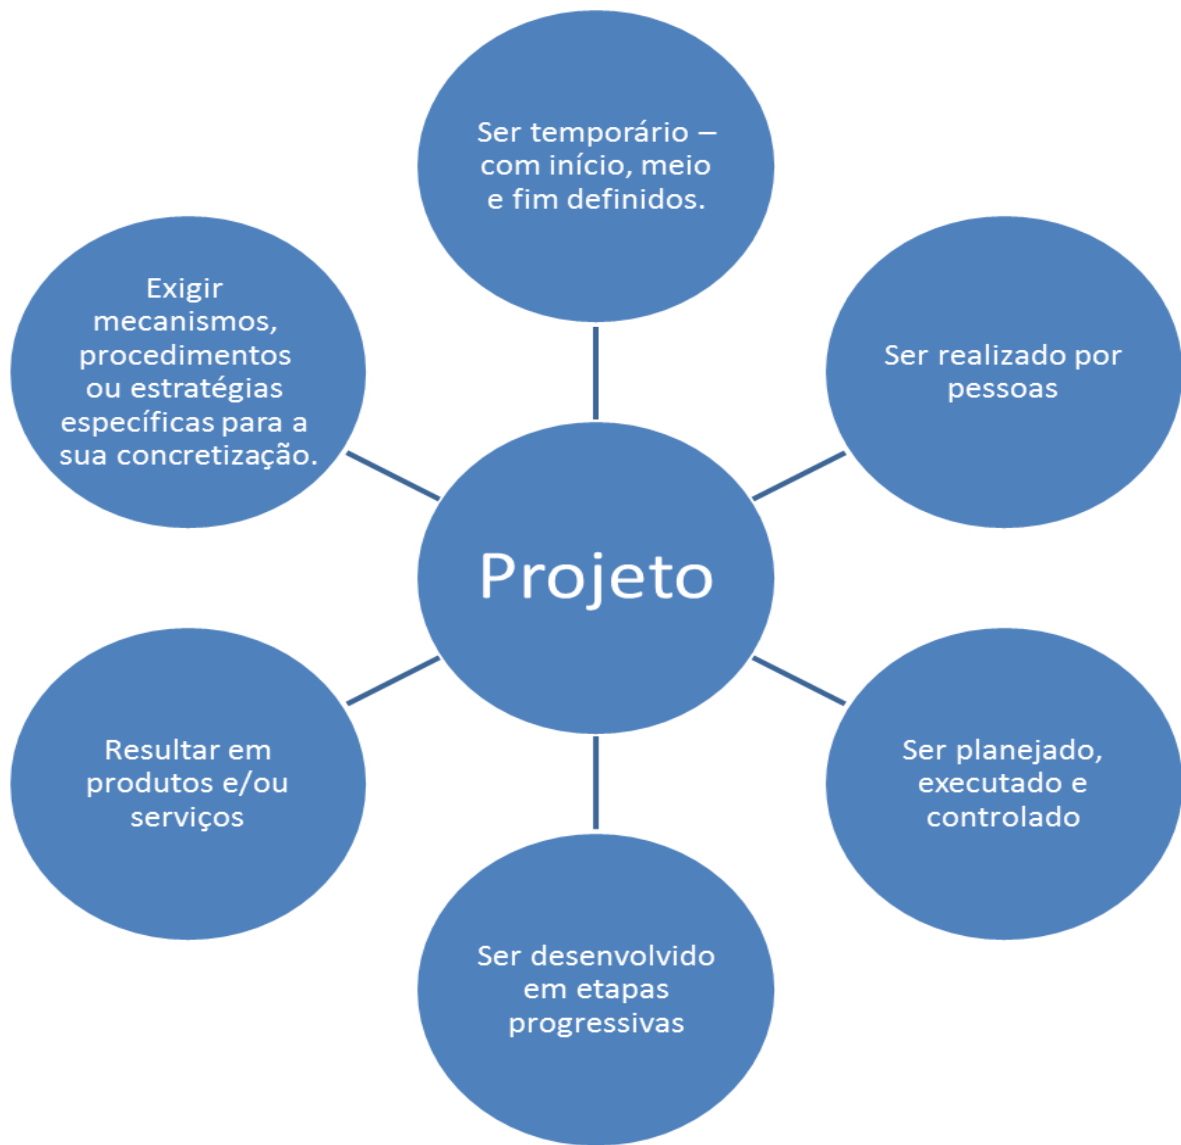 Ser temporário –
com início, meio
e fim definidos.
Exigir
mecanismos,
procedimentos
ou estratégias
específicas para a
sua concretização.
Ser realizado por
pessoas
Projeto
Resultar em
produtos e/ou
serviços
Ser planejado,
executado e
controlado
Ser desenvolvido
em etapas
progressivas